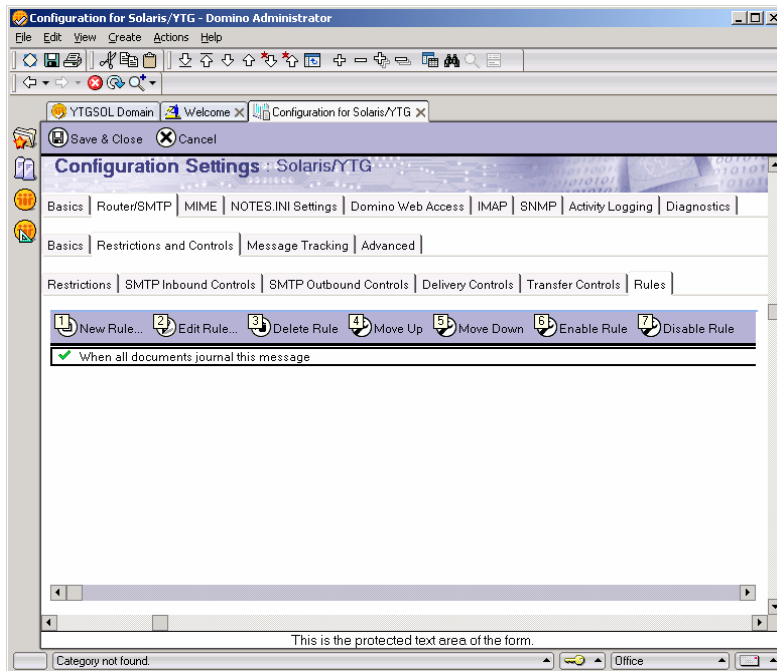 Configuration for Solaris/YTG - Domino Administrator
File Edit View Create Actions Help
YTGSOL Domain Welcome Configuration for Solaris/YTG
Save & Close Cancel
Configuration Settings : Solaris/YTG
Basics Router/SMTP MIME NOTES.INI Settings Domino Web Access IMAP SNMP Activity Logging Diagnostics
Basics Restrictions and Controls Message Tracking Advanced
Restrictions SMTP Inbound Controls SMTP Outbound Controls Delivery Controls Transfer Controls Rules
1 New Rule... 2 Edit Rule... 3 Delete Rule 4 Move Up 5 Move Down 6 Enable Rule 7 Disable Rule
When all documents journal this message
This is the protected text area of the form.
Category not found. Office